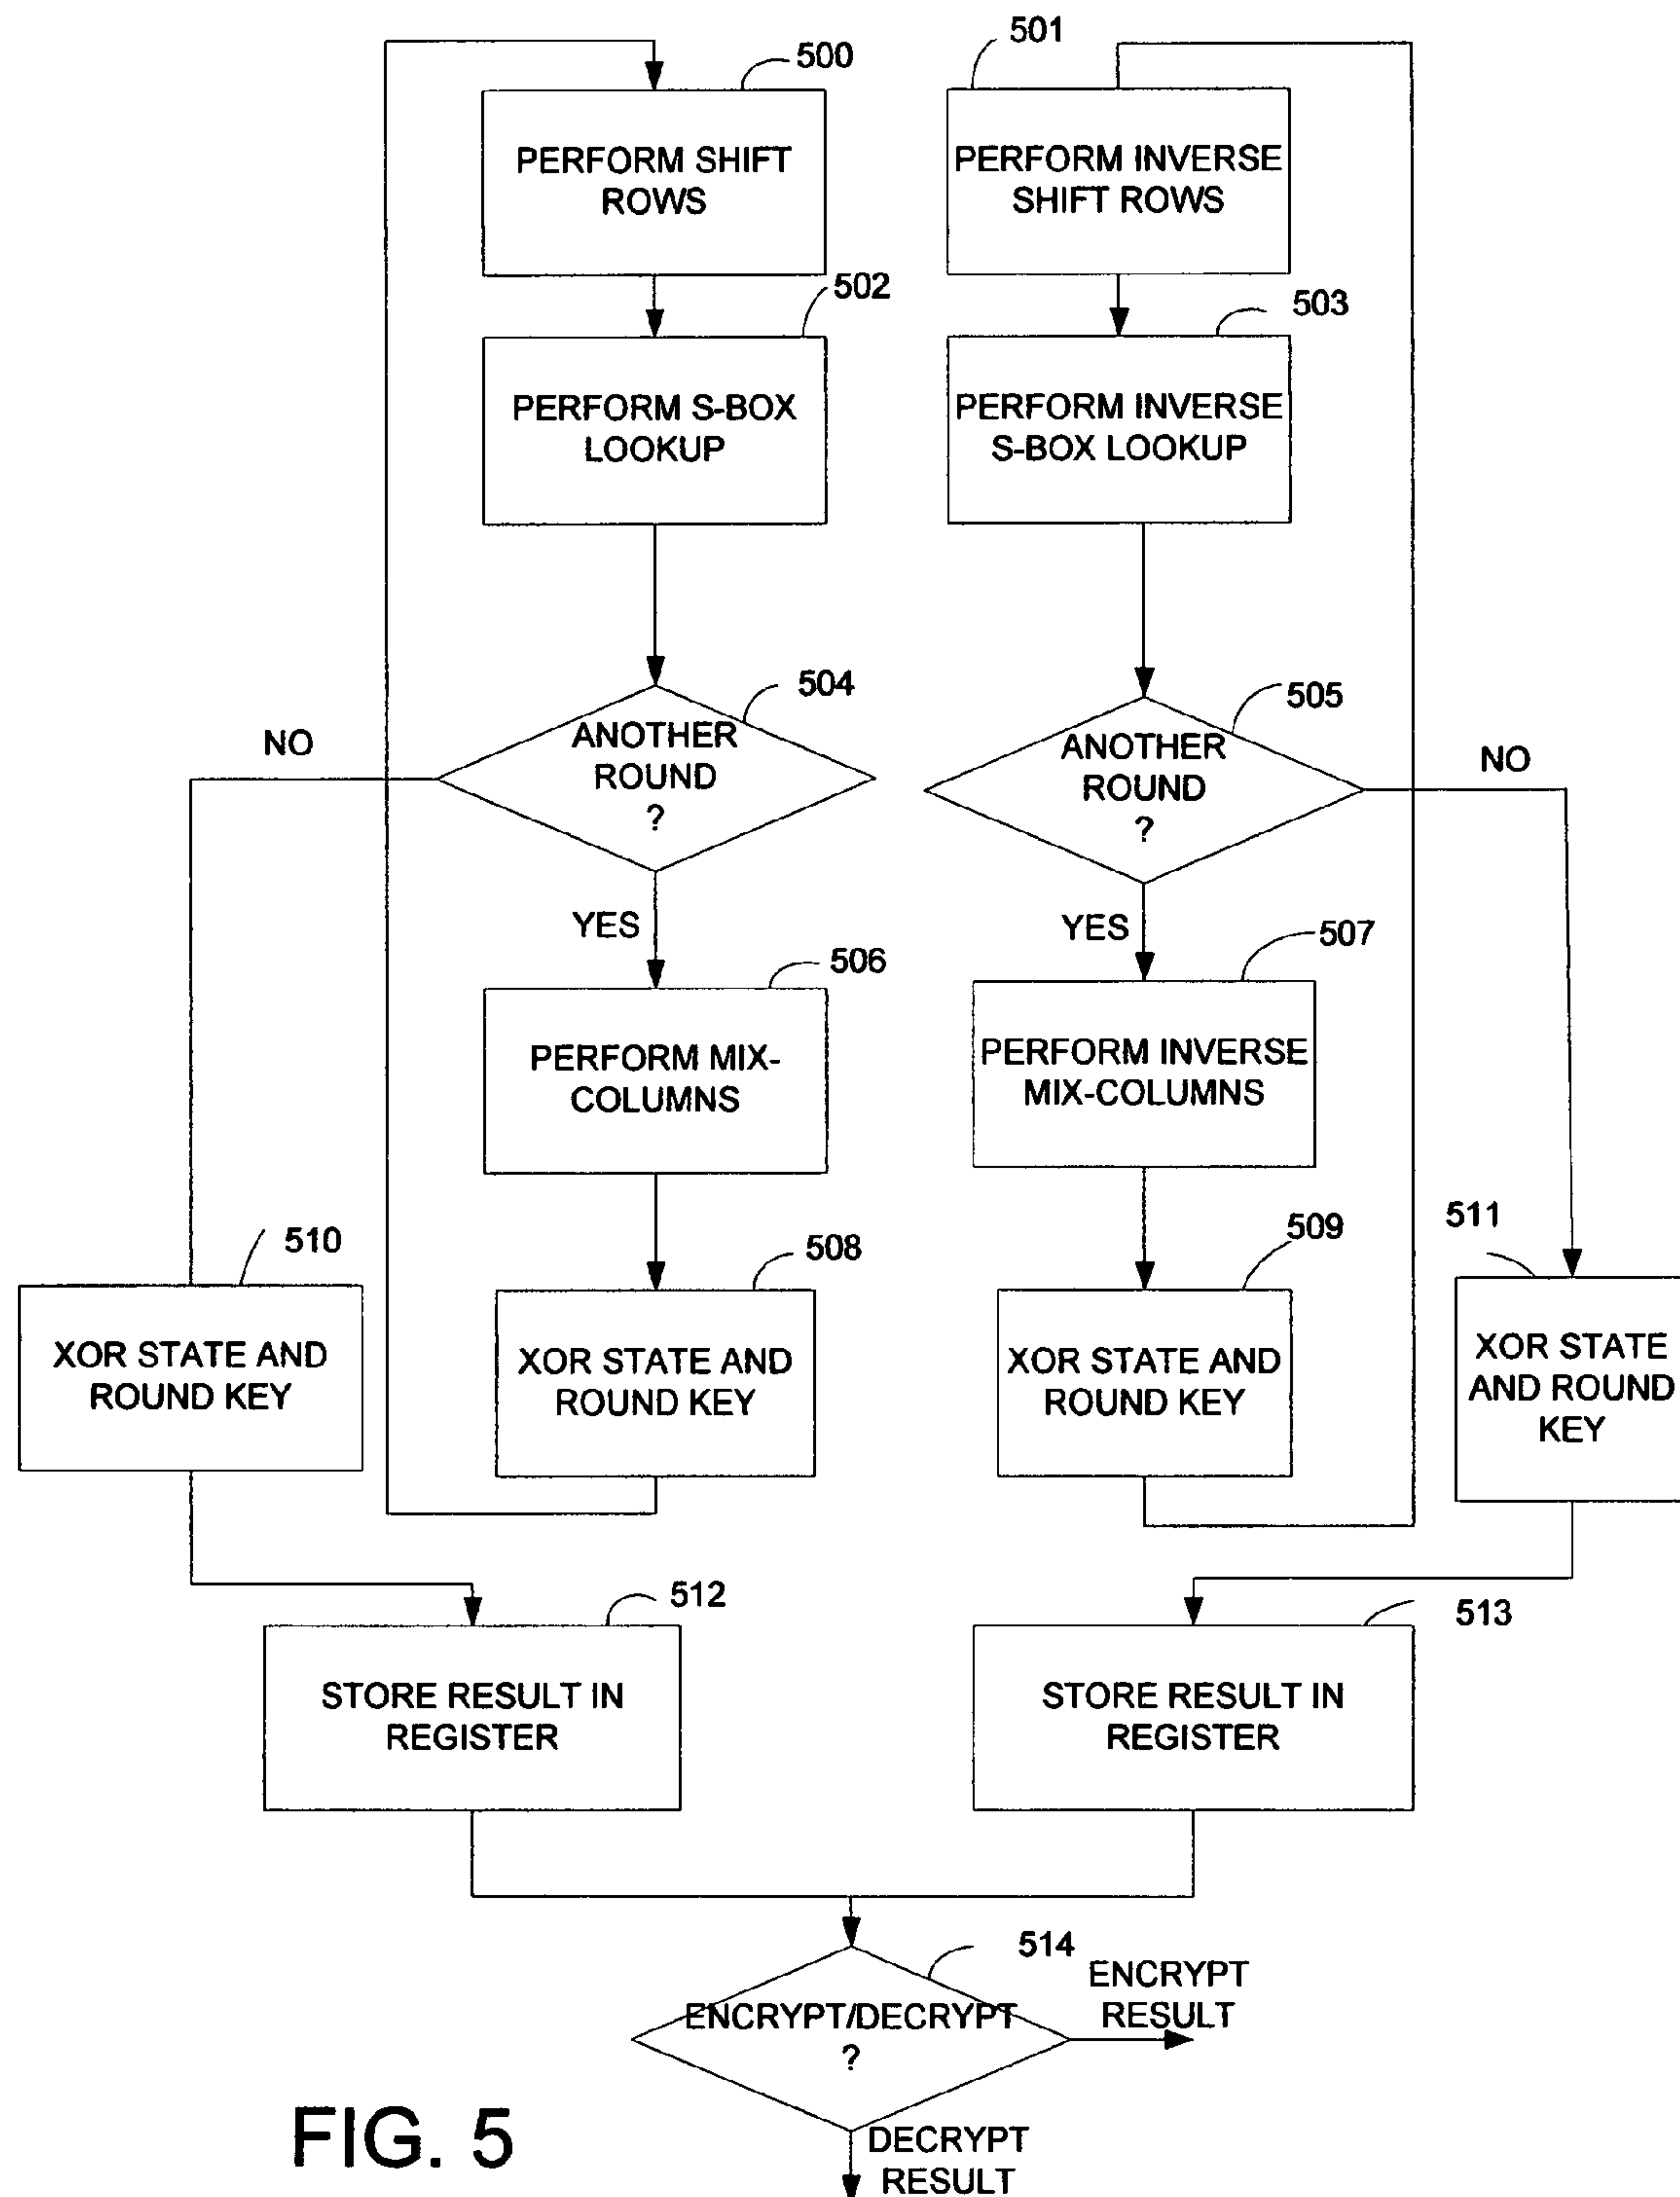 500
501
PERFORM SHIFT
ROWS
PERFORM INVERSE
SHIFT ROWS
502
503
PERFORM S-BOX
LOOKUP
PERFORM INVERSE
S-BOX LOOKUP
504
505
NO
ANOTHER
ROUND
?
ANOTHER
ROUND
?
NO
YES
YES
506
507
PERFORM MIX-
COLUMNS
PERFORM INVERSE
MIX-COLUMNS
510
508
509
511
XOR STATE AND
ROUND KEY
XOR STATE AND
ROUND KEY
XOR STATE AND
ROUND KEY
XOR STATE
AND ROUND
KEY
512
513
STORE RESULT IN
REGISTER
STORE RESULT IN
REGISTER
514
ENCRYPT/DECRYPT
?
ENCRYPT
RESULT
DECRYPT
RESULT
FIG. 5